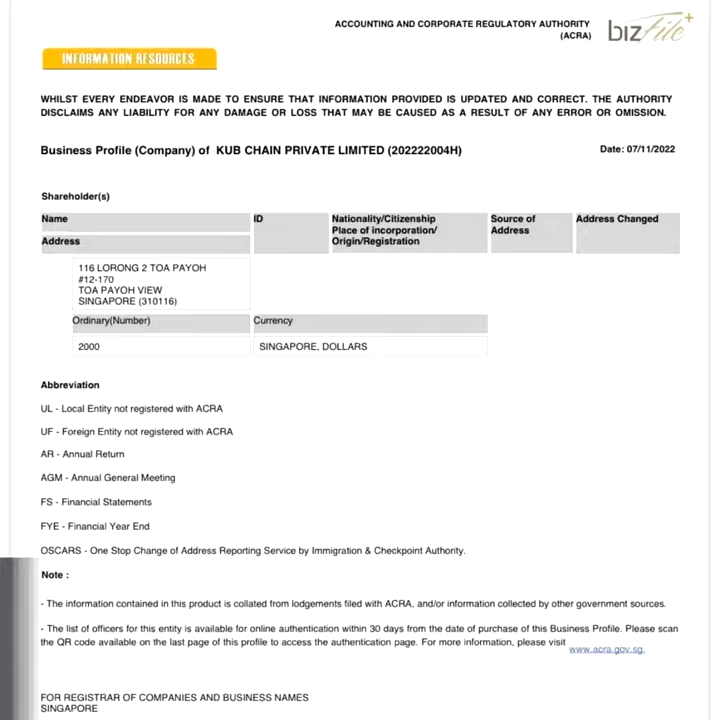 ACCOUNTING AND CORPORATE REGULATORY AUTHORITY
(ACRA)
bizfile+
INFORMATION RESOURCES
WHILST EVERY ENDEAVOR IS MADE TO ENSURE THAT INFORMATION PROVIDED IS UPDATED AND CORRECT. THE AUTHORITY
DISCLAIMS ANY LIABILITY FOR ANY DAMAGE OR LOSS THAT MAY BE CAUSED AS A RESULT OF ANY ERROR OR OMISSION.
Business Profile (Company) of KUB CHAIN PRIVATE LIMITED (202222004H)
Date: 07/11/2022
Shareholder(s)
Name
ID
Nationality/Citizenship
Place of incorporation/
Origin/Registration
Source of
Address
Address Changed
Address
116 LORONG 2 TOA PAYOH
#12-170
TOA PAYOH VIEW
SINGAPORE (310116)
Ordinary(Number)
Currency
2000
SINGAPORE, DOLLARS
Abbreviation
UL - Local Entity not registered with ACRA
UF - Foreign Entity not registered with ACRA
AR - Annual Return
AGM - Annual General Meeting
FS - Financial Statements
FYE - Financial Year End
OSCARS - One Stop Change of Address Reporting Service by Immigration & Checkpoint Authority.
Note :
- The information contained in this product is collated from lodgements filed with ACRA, and/or information collected by other government sources.
- The list of officers for this entity is available for online authentication within 30 days from the date of purchase of this Business Profile. Please scan
the QR code available on the last page of this profile to access the authentication page. For more information, please visit www.acra.gov.sg.
FOR REGISTRAR OF COMPANIES AND BUSINESS NAMES
SINGAPORE